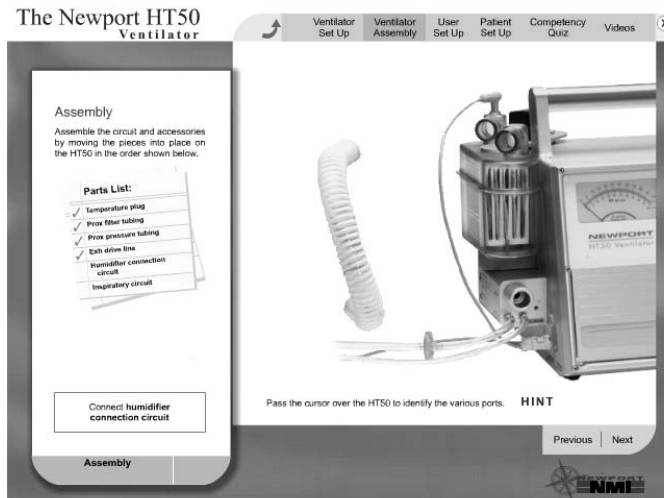 The Newport HT50
Ventilator
Ventilator
Set Up
Ventilator
Assembly
User
Set Up
Patient
Set Up
Competency
Quiz
Videos
Assembly
Assemble the circuit and accessories
by moving the pieces into place on
the HT50 in the order shown below.
Parts List:
Temperature plug
Prox filter tubing
Prox pressure tubing
Exh drive line
Humidifier connection
circuit
Inspiratory circuit
NEWPORT
HT50 Ventilator
Connect humidifier
connection circuit
Pass the cursor over the HT50 to identify the various ports. HINT
Previous | Next
Assembly
NEWPORT
NMI